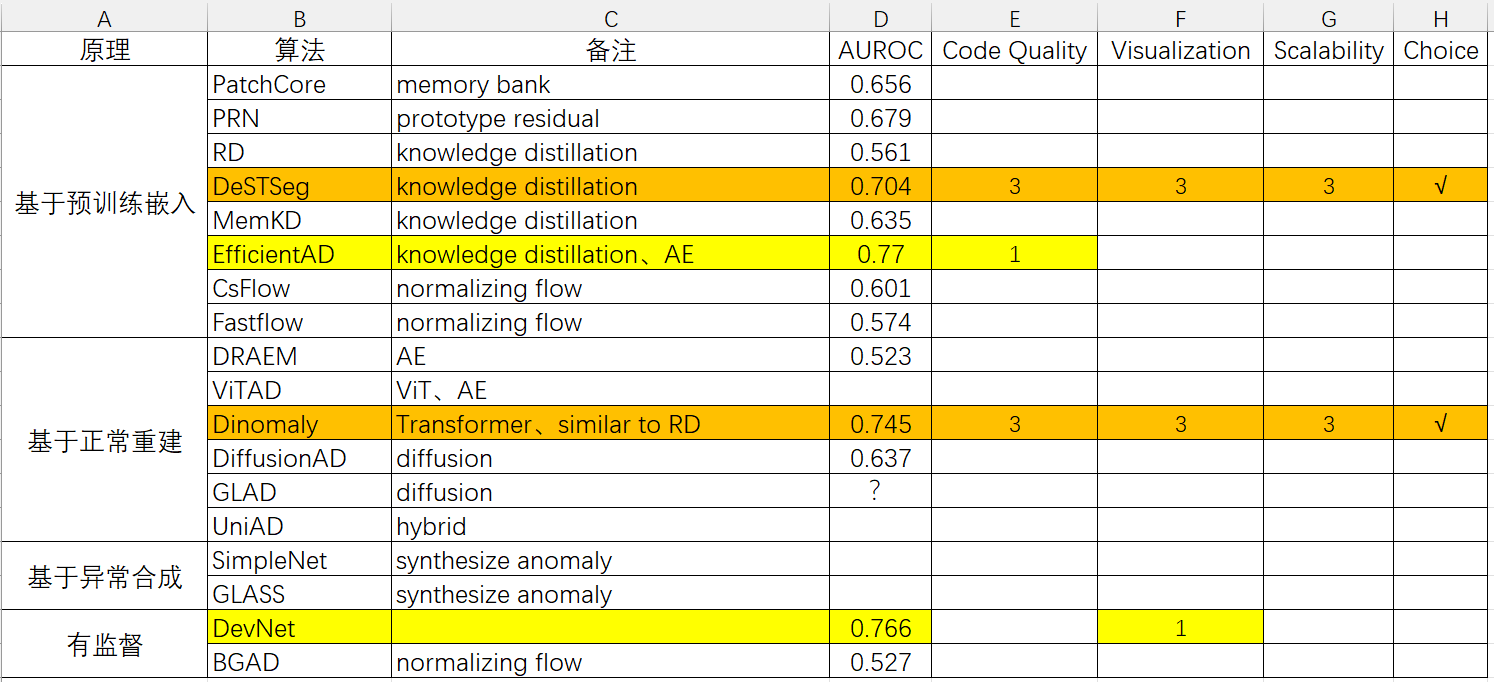 A B C D E F G H
原理 算法 备注 AUROC Code Quality Visualization Scalability Choice
基于预训练嵌入
PatchCore memory bank 0.656
PRN prototype residual 0.679
RD knowledge distillation 0.561
DeSTSeg knowledge distillation 0.704 3 3 3 √
MemKD knowledge distillation 0.635
EfficientAD knowledge distillation、AE 0.77 1
CsFlow normalizing flow 0.601
Fastflow normalizing flow 0.574
基于正常重建
DRAEM AE 0.523
ViTAD ViT、AE
Dinomaly Transformer、similar to RD 0.745 3 3 3 √
DiffusionAD diffusion 0.637
GLAD diffusion ？
UniAD hybrid
基于异常合成
SimpleNet synthesize anomaly
GLASS synthesize anomaly
有监督
DevNet 0.766 1
BGAD normalizing flow 0.527